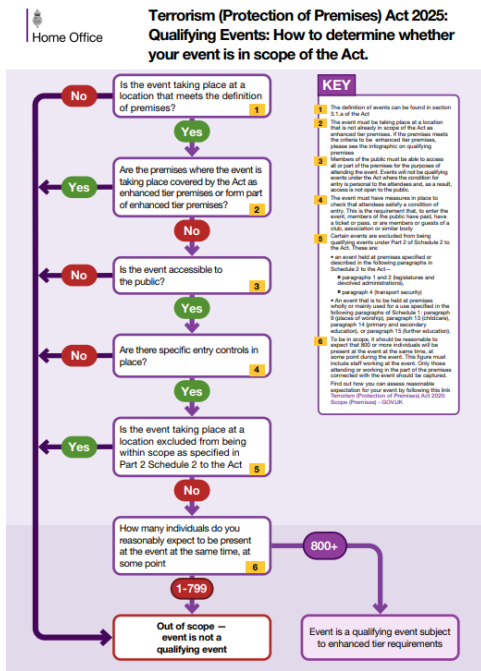 Home Office
Terrorism (Protection of Premises) Act 2025:
Qualifying Events: How to determine whether
your event is in scope of the Act.
Is the event taking place at a
location that meets the definition
of premises?
1
No
Yes
Are the premises where the event is
taking place covered by the Act as
enhanced tier premises or form part
of enhanced tier premises?
2
Yes
No
Is the event accessible to
the public?
3
No
Yes
Are there specific entry controls in
place?
4
No
Yes
Is the event taking place at a
location excluded from being
within scope as specified in
Part 2 Schedule 2 to the Act
5
Yes
No
How many individuals do you
reasonably expect to be present
at the event at the same time, at
some point
6
800+
1-799
Out of scope —
event is not a
qualifying event
Event is a qualifying event subject
to enhanced tier requirements
KEY
1 The definition of events can be found in section
3.1.a of the Act
2 The event must be taking place at a location
that is not already in scope of the Act as
enhanced tier premises. If the premises meets
the criteria to be enhanced tier premises,
please see the infographic on qualifying
premises
3 Members of the public must be able to access
all or part of the premise for the purposes of
attending the event. Events will not be qualifying
events under the Act where the condition for
entry is personal to the attendees and, as a result,
access is not open to the public.
4 The event must have measures in place to
check that attendees satisfy a condition of
entry. This is the requirement that, to enter the
event, members of the public have paid, have
a ticket or pass, or are members or guests of a
club, association or similar body
5 Certain events are excluded from being
qualifying events under Part 2 of Schedule 2 to
the Act. These are:
• an event held at premises specified or
described in the following paragraphs in
Schedule 2 to the Act—
● paragraphs 1 and 2 (legislatures and
devolved administrations),
● paragraph 4 (transport security)
• An event that is to be held at premises
wholly or mainly used for a use specified in the
following paragraphs of Schedule 1: paragraph
9 (places of worship), paragraph 13 (childcare),
paragraph 14 (primary and secondary
education), or paragraph 15 (further education).
6 To be in scope, it should be reasonable to
expect that 800 or more individuals will be
present at the event at the same time, at
some point during the event. This figure must
include staff working at the event. Only those
attending or working in the part of the premises
connected with the event should be captured.
Find out how you can assess reasonable
expectation for your event by following this link
Terrorism (Protection of Premises) Act 2025:
Scope (Premises) - GOV.UK